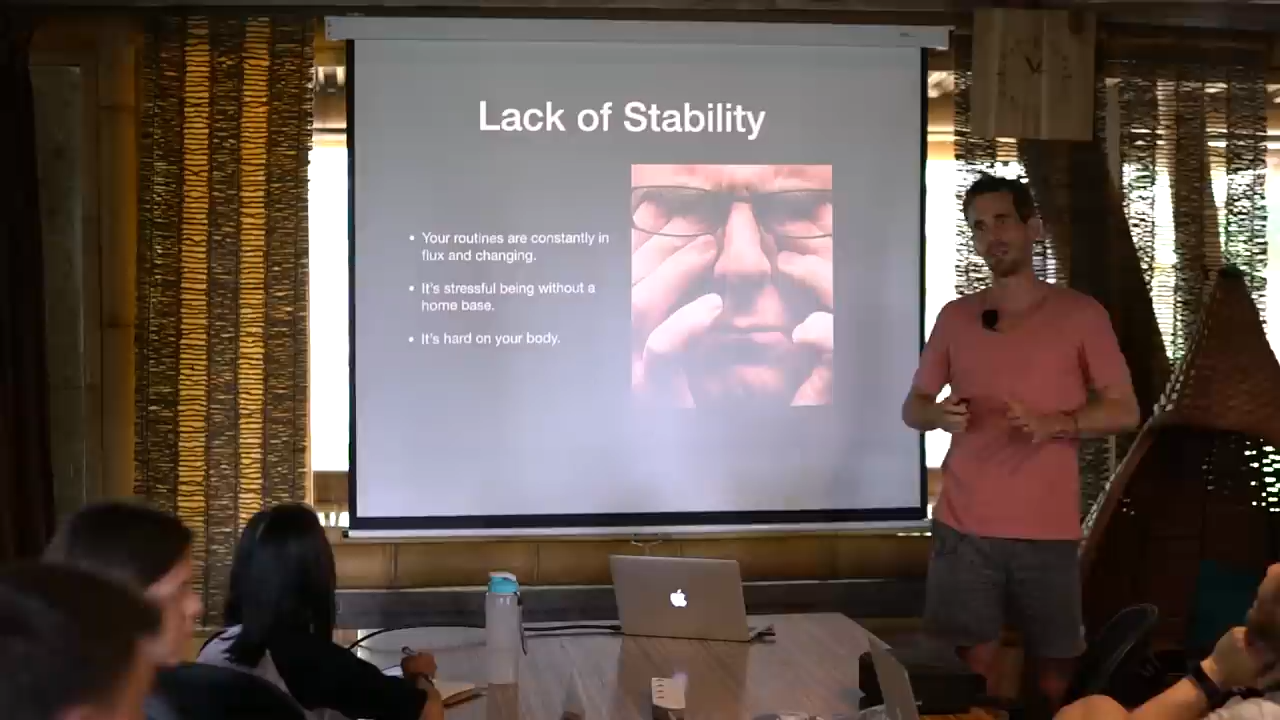 Lack of Stability
• Your routines are constantly in
flux and changing.
• It's stressful being without a
home base.
• It's hard on your body.